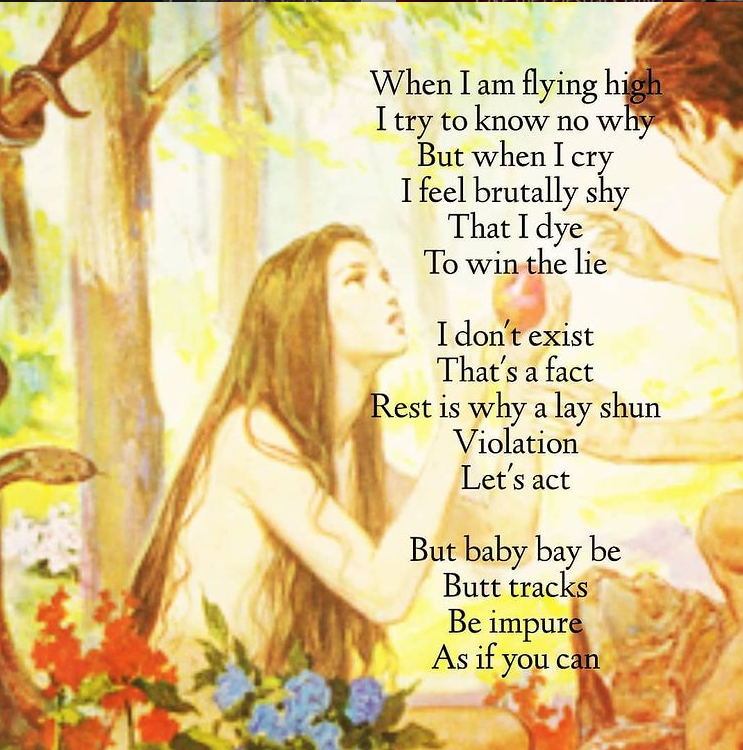 When I am flying high
I try to know no why
But when I cry
I feel brutally shy
That I dye
To win the lie
I don't exist
That's a fact
Rest is why a lay shun
Violation
Let's act
But baby bay be
Butt tracks
Be impure
As if you can